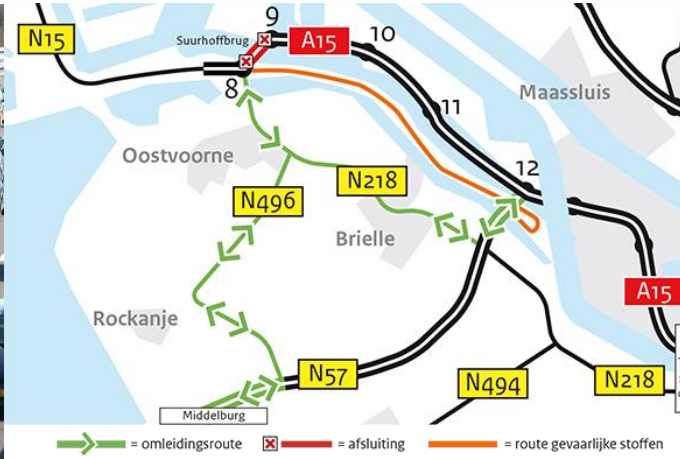 N15
Suurhoffbrug
9
A15
10
8
11
Maassluis
Oostvoorne
12
N218
N496
Brielle
A15
Rockanje
N57
N494
N218
Middelburg
= omleidingsroute
= afsluiting
= route gevaarlijke stoffen